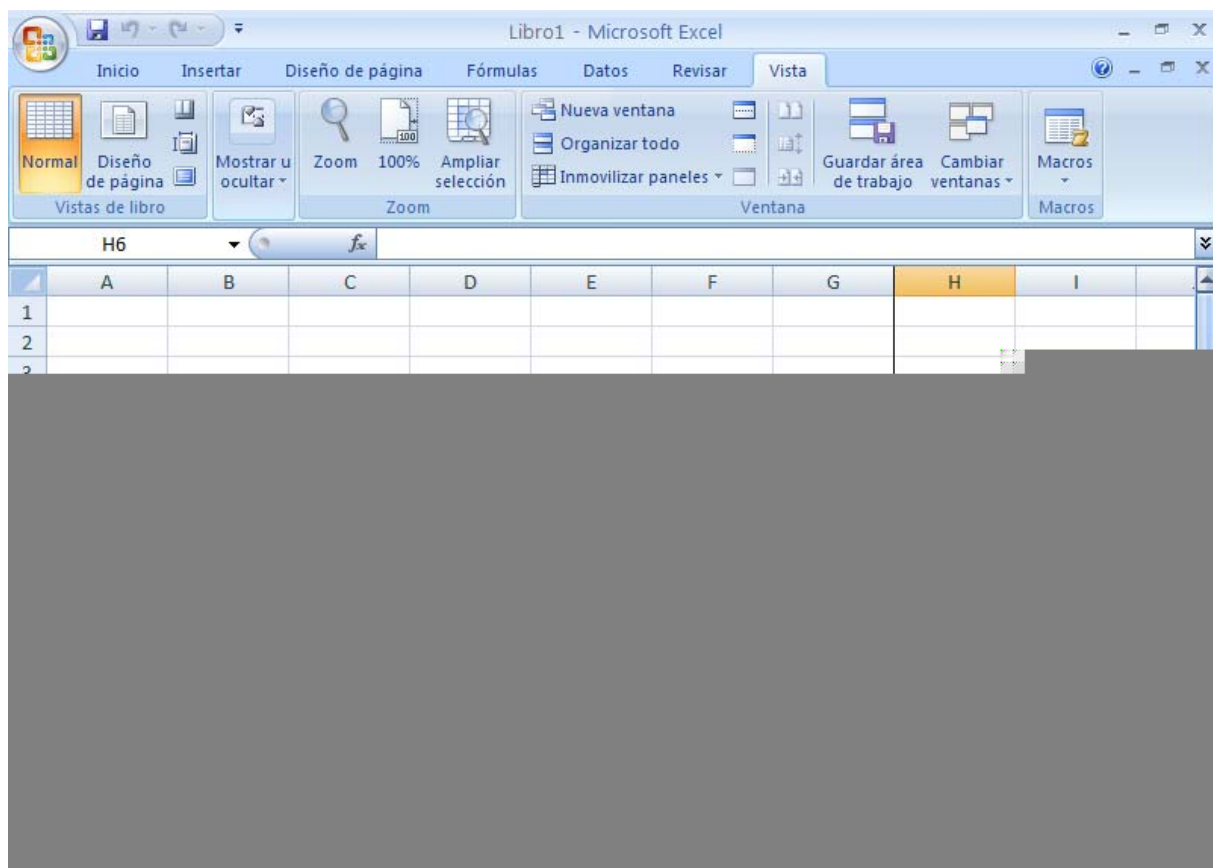 Libro1 - Microsoft Excel
Inicio Insertar Diseño de página Fórmulas Datos Revisar Vista
Normal Diseño de página Mostrar u ocultar Zoom 100% Ampliar selección Nueva ventana Organizar todo Inmovilizar paneles Guardar área de trabajo Cambiar ventanas Macros
Vistas de libro Zoom Ventana Macros
H6 fx
A B C D E F G H I
1
2